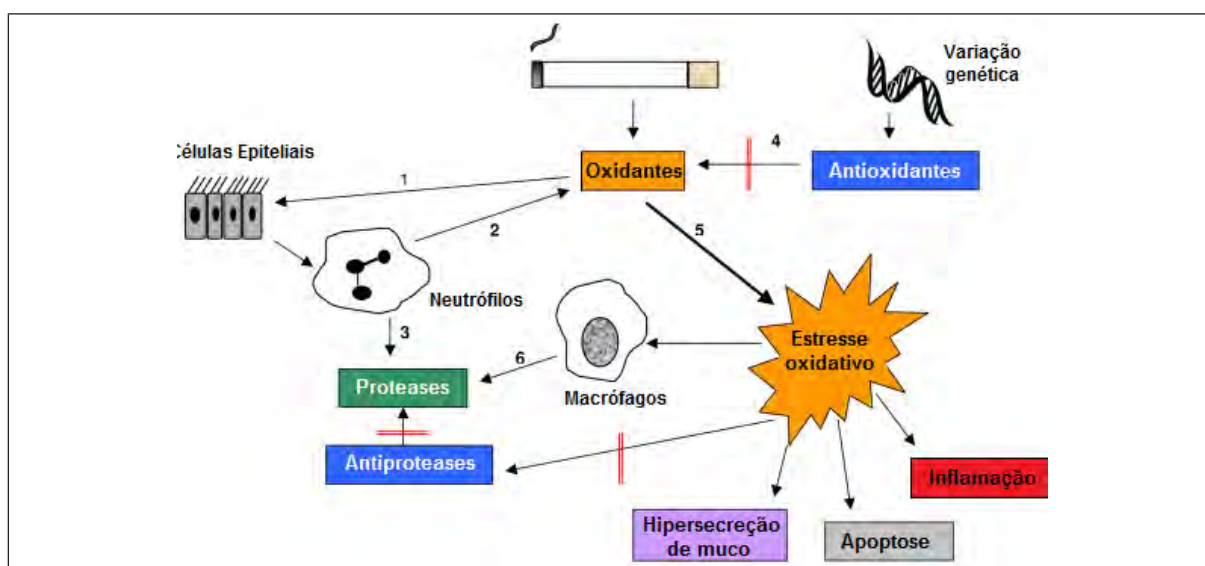 Variação
genética
4
Células Epiteliais
Oxidantes
Antioxidantes
1
2
5
Neutrófilos
3
6
Estresse
oxidativo
Proteases
Macrófagos
Antiproteases
Inflamação
Hipersecreção
de muco
Apoptose